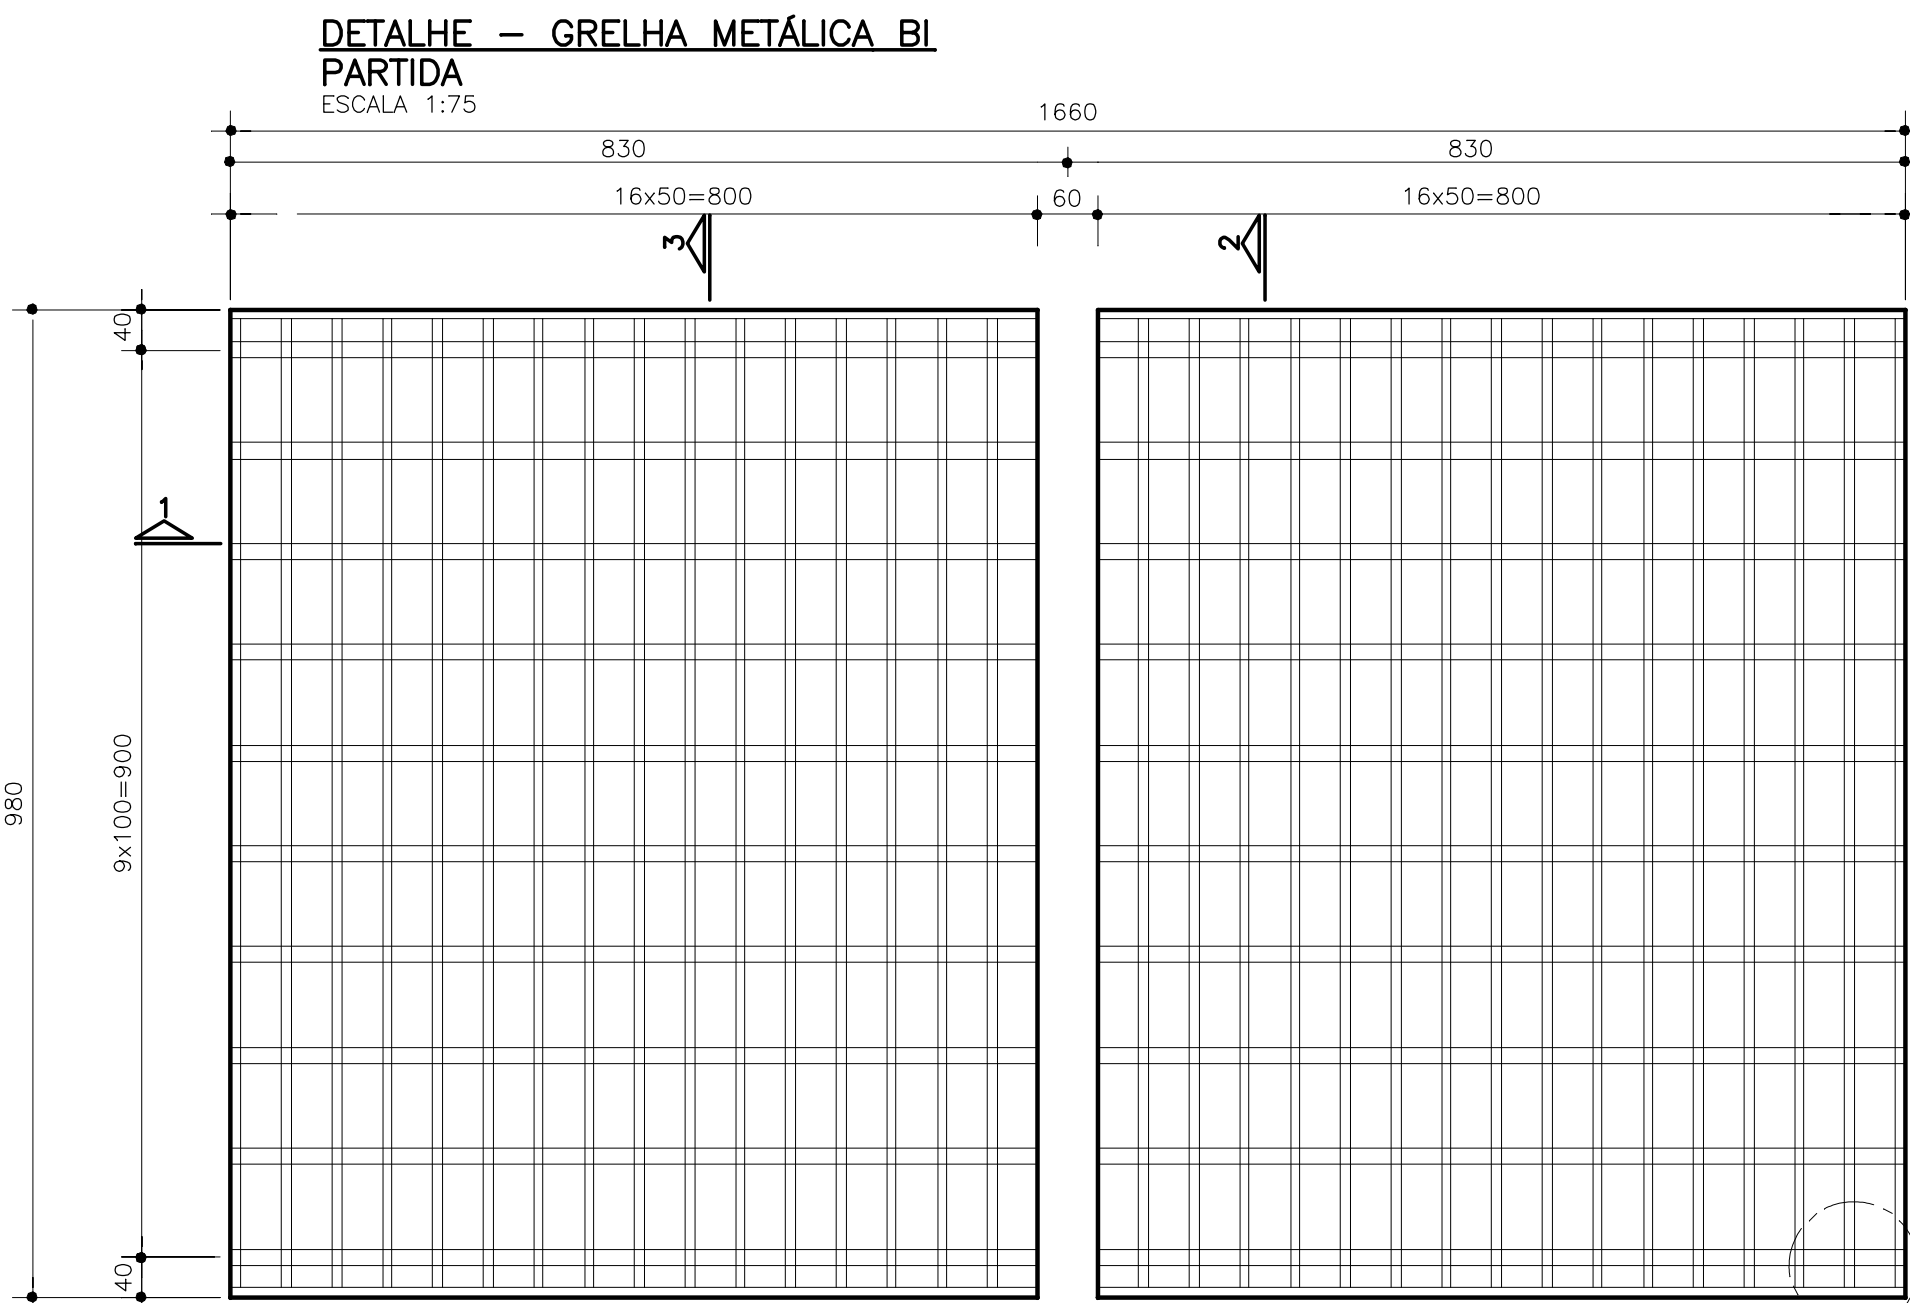 DETALHE – GRELHA METÁLICA BI
PARTIDA
ESCALA 1:75
1660
830
830
16x50=800
60
16x50=800
3
2
40
1
9x100=900
980
40